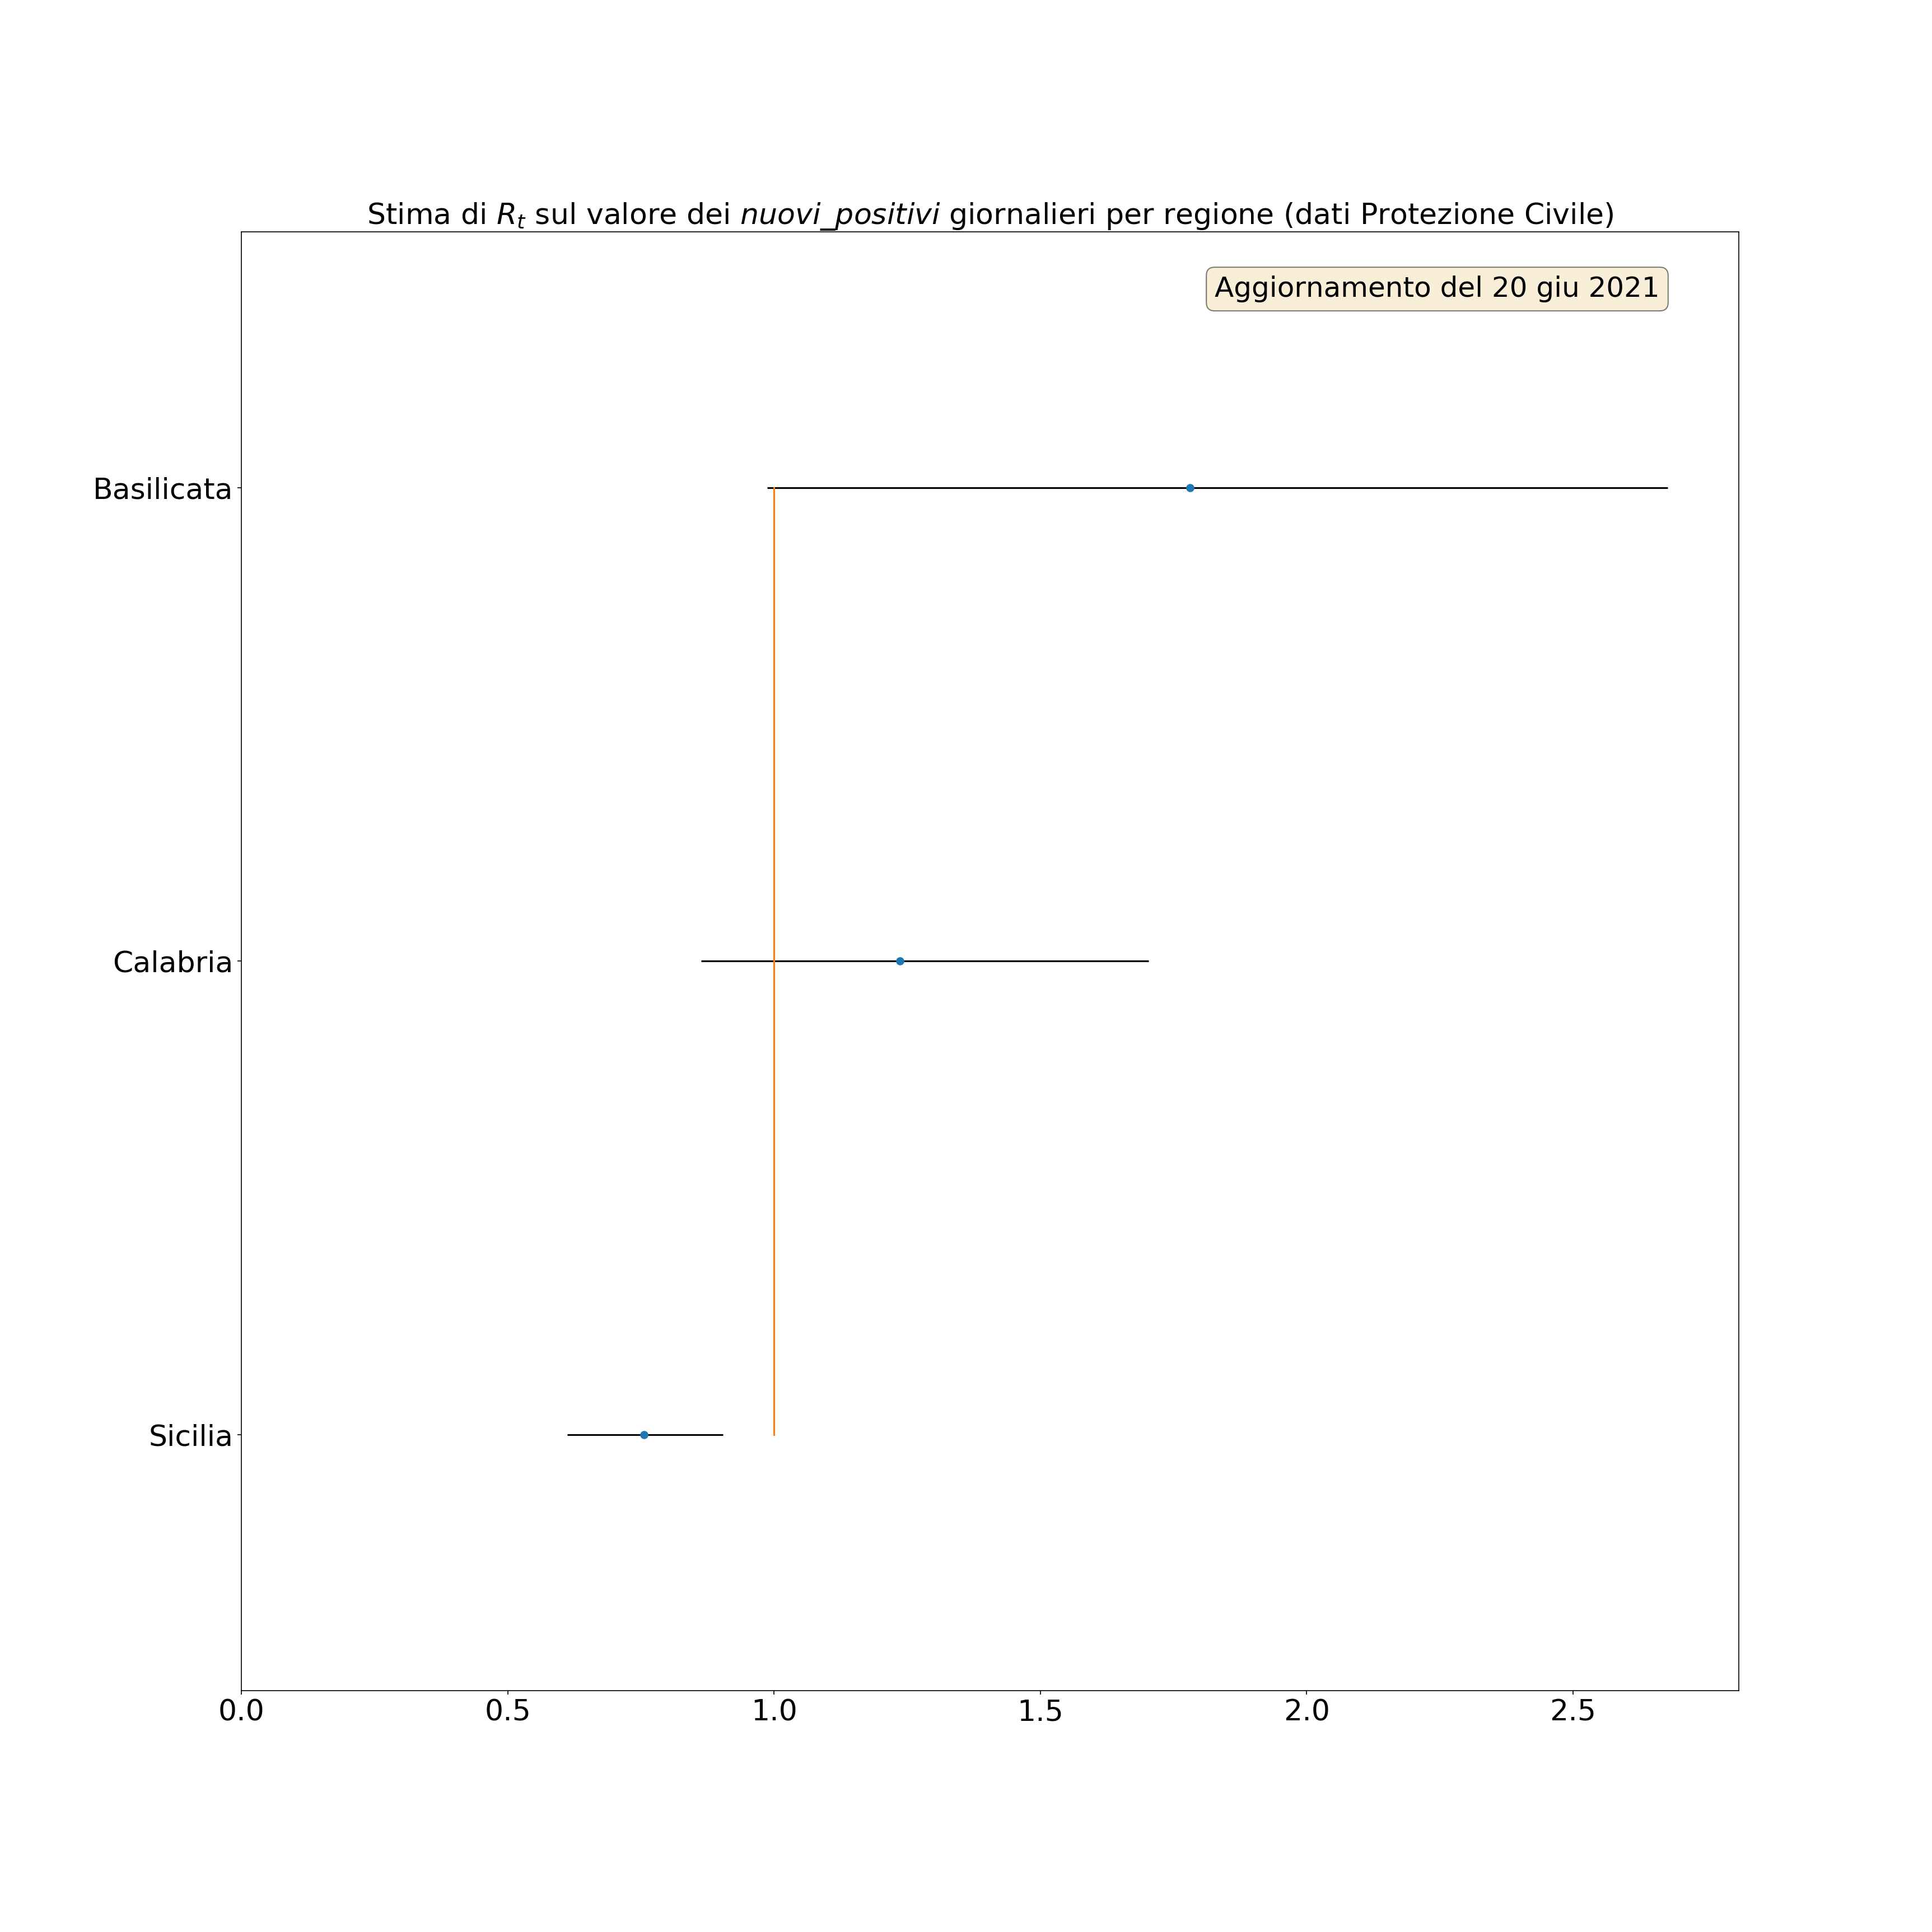 Stima di Rt sul valore dei nuovi_positivi giornalieri per regione (dati Protezione Civile)
Aggiornamento del 20 giu 2021
Basilicata
Calabria
Sicilia
0.0 0.5 1.0 1.5 2.0 2.5